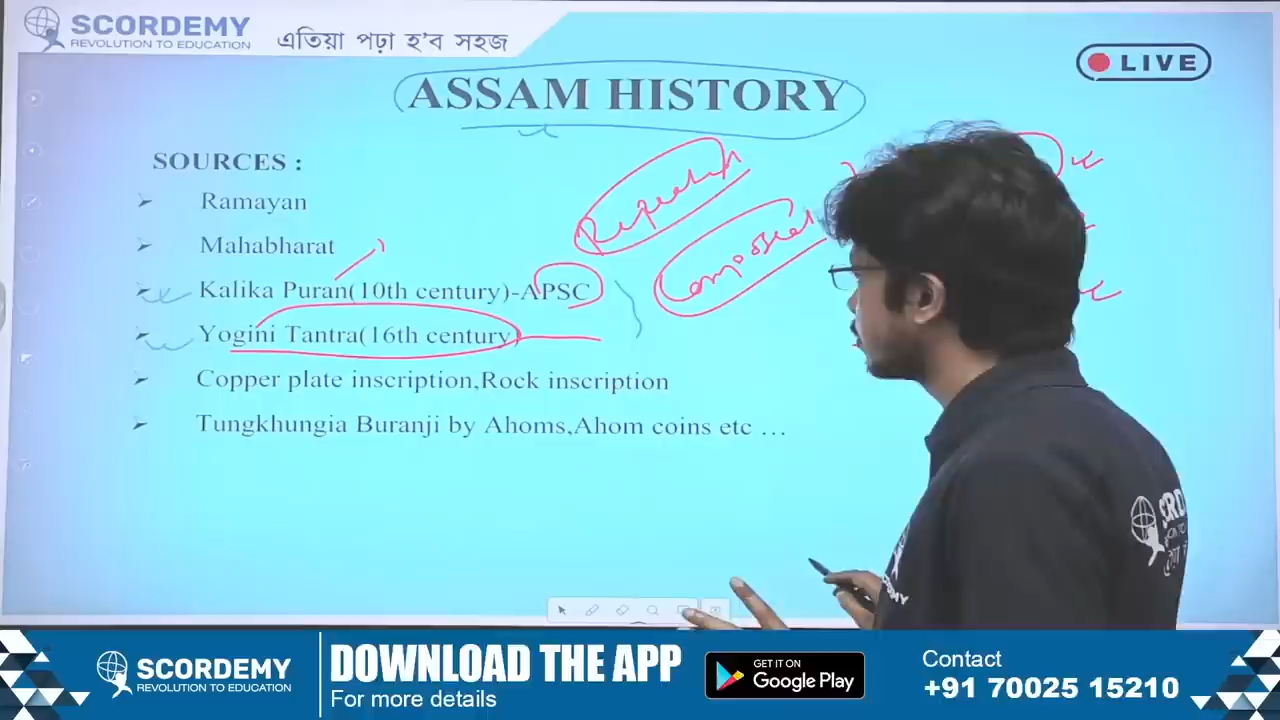 SCORDEMY
REVOLUTION TO EDUCATION
এতিয়া পঢ়া হ'ব সহজ
LIVE
ASSAM HISTORY
SOURCES :
Ramayan
Mahabharat
Kalika Puran(10th century)-APSC
Yogini Tantra(16th century)
Copper plate inscription,Rock inscription
Tungkhungia Buranji by Ahoms,Ahom coins etc ...
SCORDEMY
REVOLUTION TO EDUCATION
DOWNLOAD THE APP
For more details
GET IT ON
Google Play
Contact
+91 70025 15210